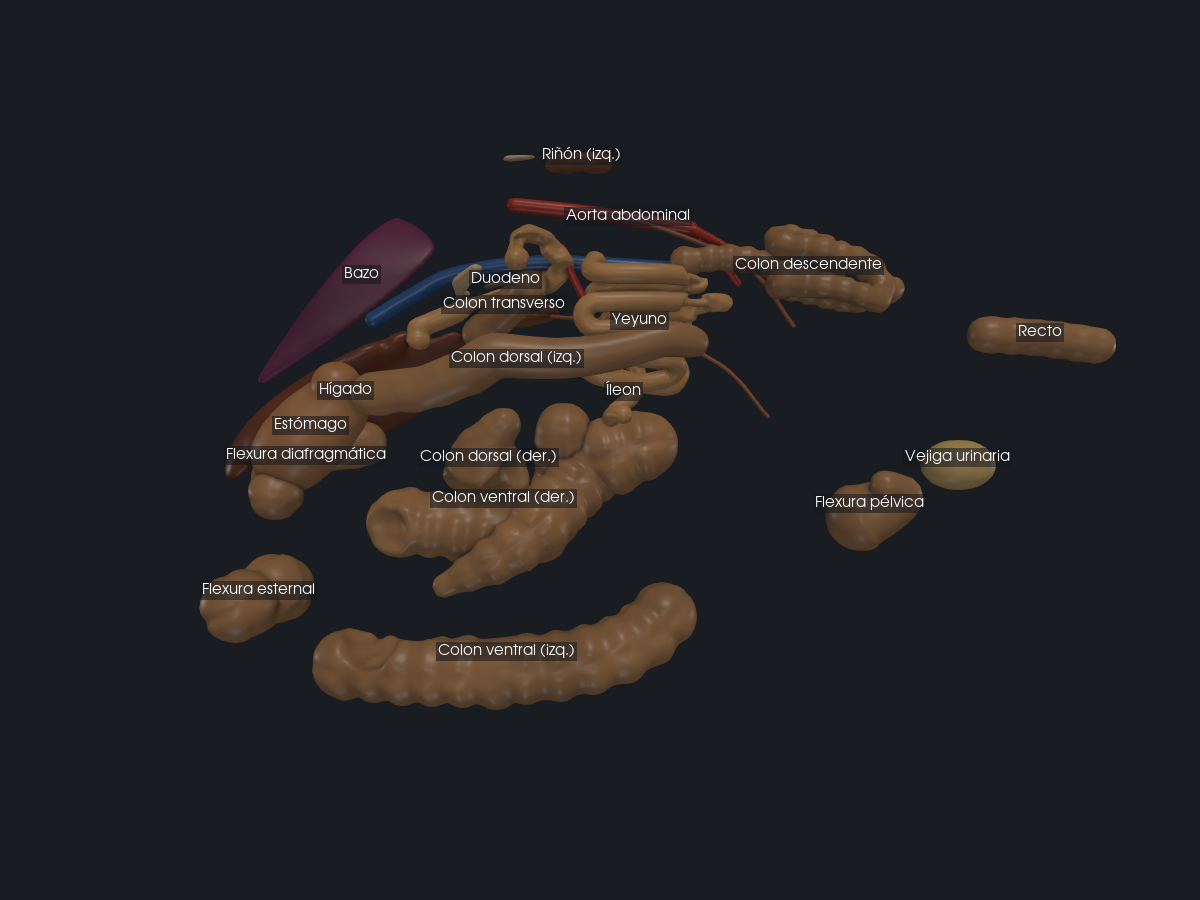 Riñón (izq.)
Aorta abdominal
Colon descendente
Bazo
Duodeno
Colon transverso
Yeyuno
Recto
Colon dorsal (izq.)
Hígado
Íleon
Estómago
Flexura diafragmática
Colon dorsal (der.)
Vejiga urinaria
Colon ventral (der.)
Flexura pélvica
Flexura esternal
Colon ventral (izq.)